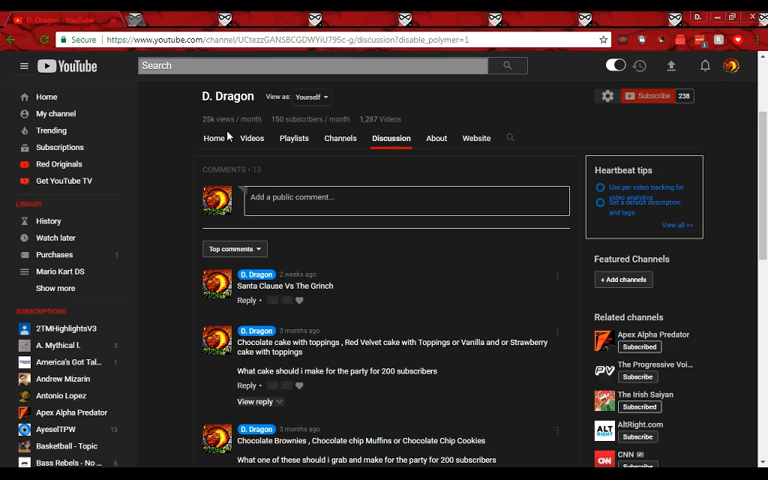 D. Dragon - YouTube
D.
Secure
https://www.youtube.com/channel/UCtezzGANS8CGDWYiU795c-g/discussion?disable_polymer=1
YouTube
Search
Home
My channel
Trending
Subscriptions
Red Originals
Get YouTube TV
LIBRARY
History
Watch later
Purchases 1
Mario Kart DS
Show more
SUBSCRIPTIONS
2TMHighlightsV3
A. Mythical I. 3
America's Got Tal... 1
Andrew Mizarin
Antonio Lopez
Apex Alpha Predator
AyeselTPW 13
Basketball - Topic
Bass Rebels - No ...
D. Dragon
View as: Yourself
Subscribe 238
25k views / month 150 subscribers / month 1,287 Videos
Home Videos Playlists Channels Discussion About Website
COMMENTS • 13
Add a public comment...
Top comments
D. Dragon 2 weeks ago
Santa Clause Vs The Grinch
Reply
D. Dragon 3 months ago
Chocolate cake with toppings , Red Velvet cake with Toppings or Vanilla and or Strawberry
cake with toppings
What cake should i make for the party for 200 subscribers
Reply
View reply
D. Dragon 3 months ago
Chocolate Brownies , Chocolate chip Muffins or Chocolate Chip Cookies
What one of these should i grab and make for the party for 200 subscribers
Heartbeat tips
Use per video tracking for
video analytics
Set a default description
and tags
View all >>
Featured Channels
+ Add channels
Related channels
Apex Alpha Predator
Subscribed
The Progressive Voi...
Subscribe
The Irish Saiyan
Subscribed
AltRight.com
Subscribe
CNN
Subscribe
ALT
RIGHT
CNN